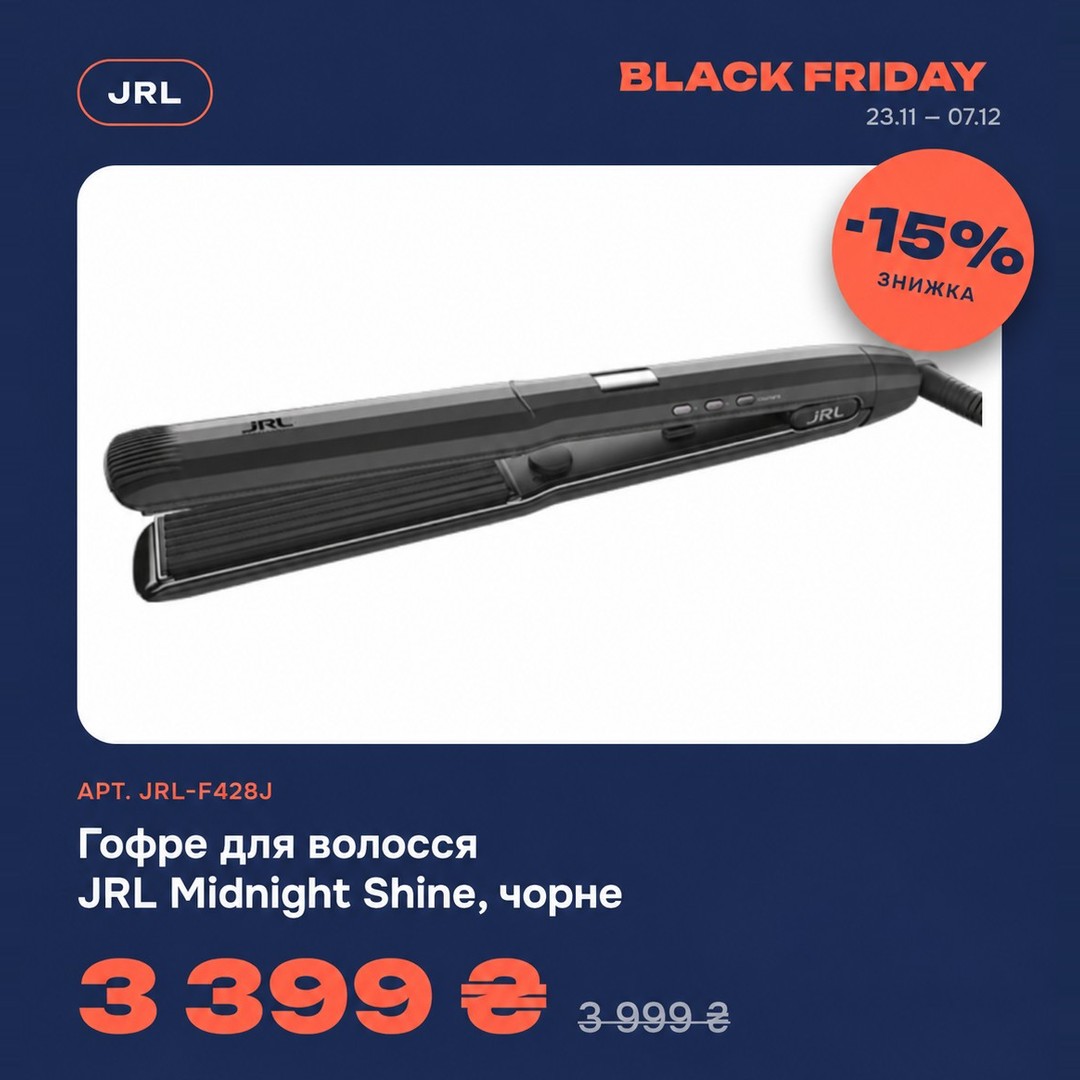 JRL
BLACK FRIDAY
23.11 – 07.12
-15%
ЗНИЖКА
JRL
JRL
АРТ. JRL-F428J
Гофре для волосся
JRL Midnight Shine, чорне
3 399 ₴
3 999 ₴